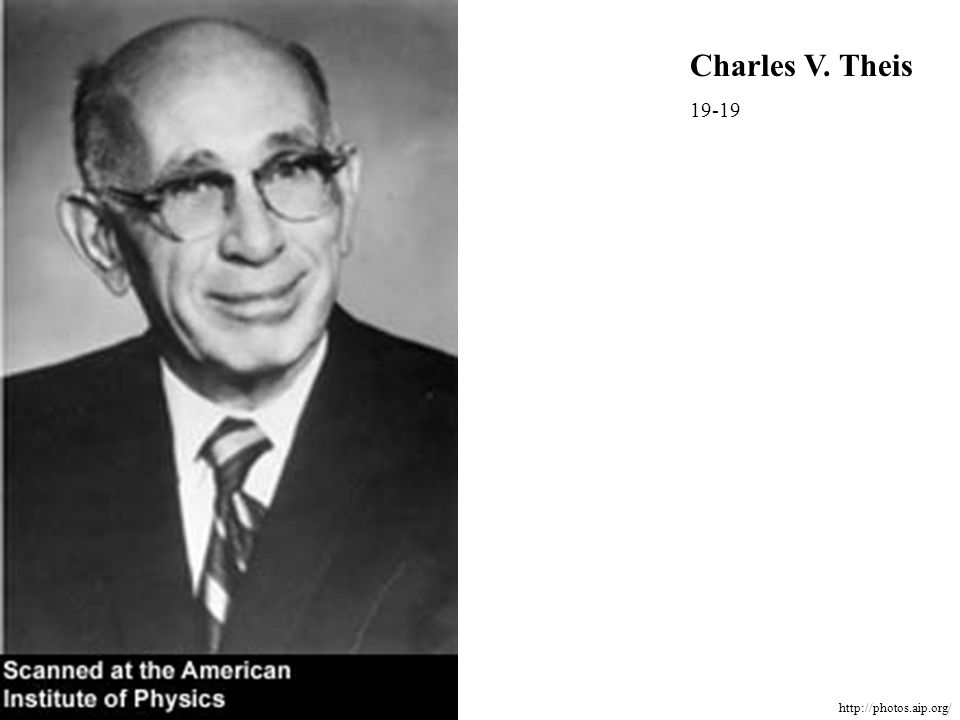 Charles V. Theis
19-19
Scanned at the American
Institute of Physics
http://photos.aip.org/